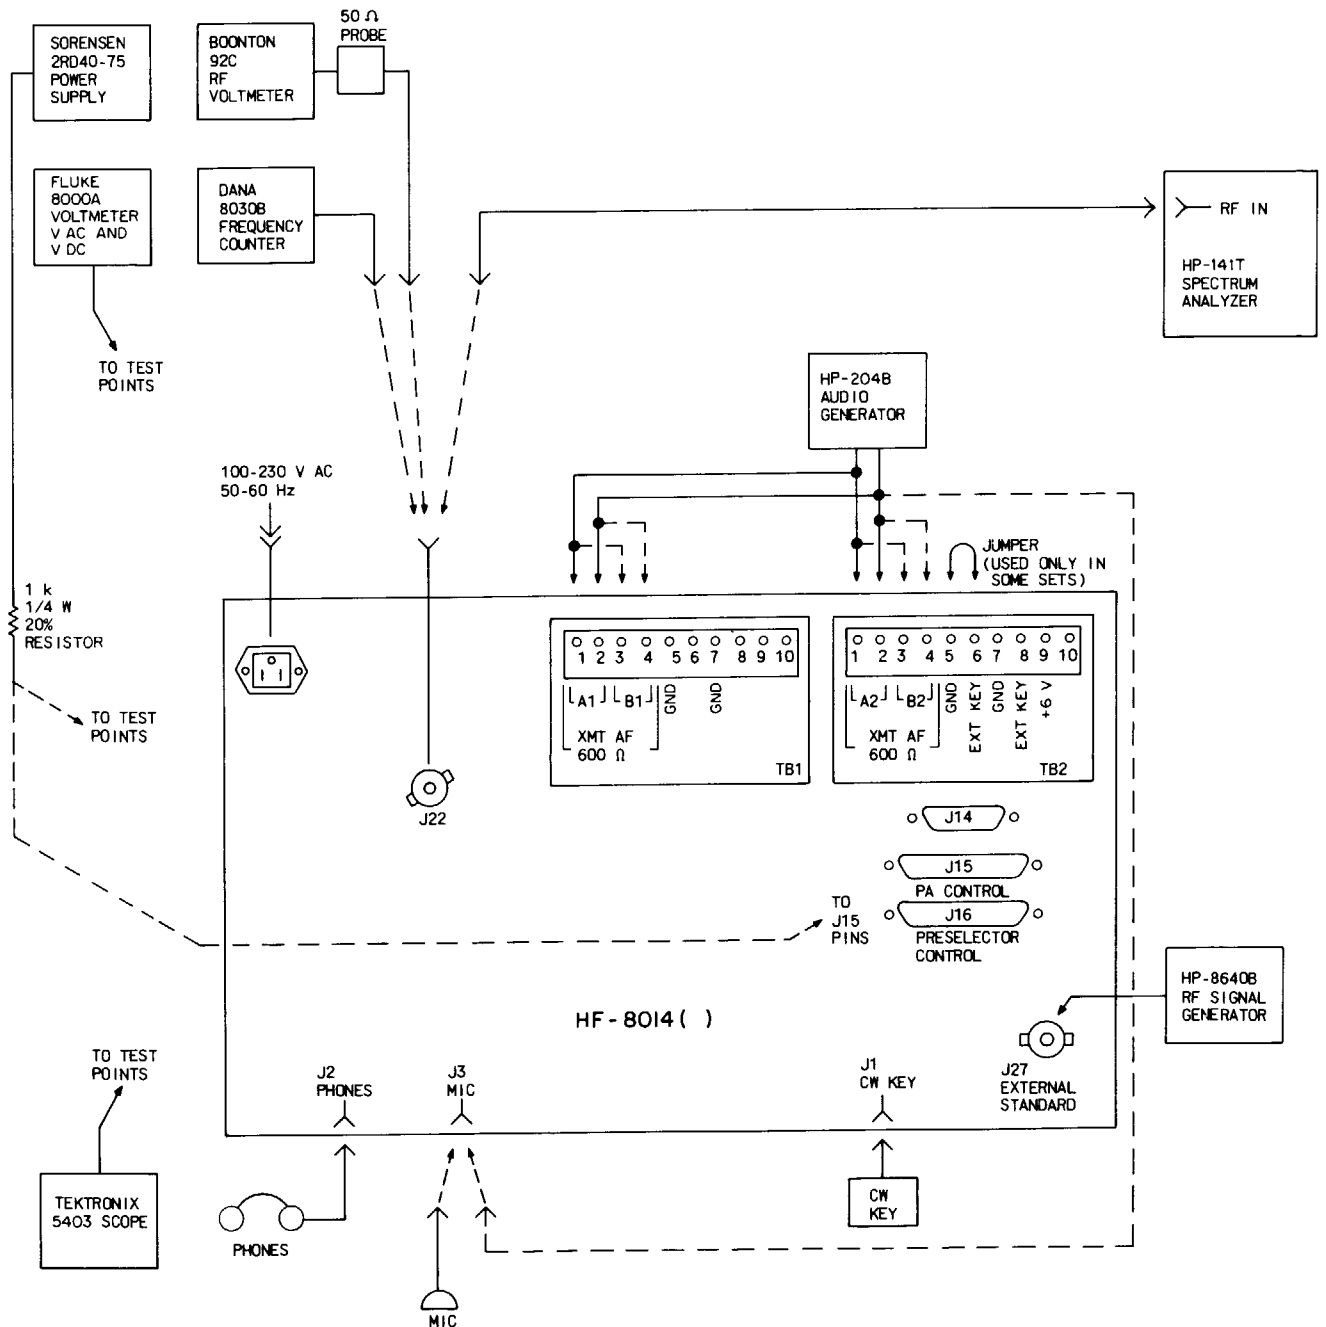 SORENSEN
2RD40-75
POWER
SUPPLY
BOONTON
92C
RF
VOLTMETER
50 Ω
PROBE
FLUKE
8000A
VOLTMETER
V AC AND
V DC
DANA
8030B
FREQUENCY
COUNTER
RF IN
HP-141T
SPECTRUM
ANALYZER
TO TEST
POINTS
HP-204B
AUDIO
GENERATOR
100-230 V AC
50-60 Hz
JUMPER
(USED ONLY IN
SOME SETS)
1 k
1/4 W
20%
RESISTOR
1 2 3 4 5 6 7 8 9 10
A1 B1 GND GND
XMT AF
600 Ω
TB1
1 2 3 4 5 6 7 8 9 10
A2 B2 GND EXT KEY GND EXT KEY +6 V
XMT AF
600 Ω
TB2
TO TEST
POINTS
J22
J14
J15
PA CONTROL
TO
J15
PINS
J16
PRESELECTOR
CONTROL
HP-8640B
RF SIGNAL
GENERATOR
HF-8014( )
TO TEST
POINTS
J2
PHONES
J3
MIC
J1
CW KEY
J27
EXTERNAL
STANDARD
TEKTRONIX
5403 SCOPE
PHONES
CW
KEY
MIC